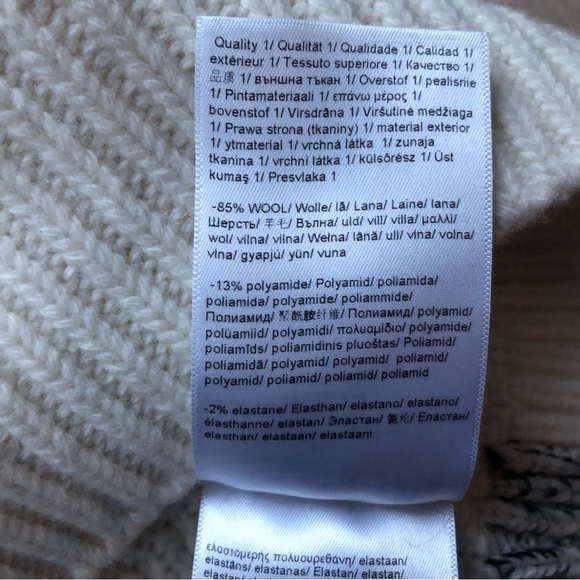 Quality 1/ Qualität 1/ Qualidade 1/ Calidad 1/
extérieur 1/ Tessuto superiore 1/ Качество 1/
品质 1/ външна тъкан 1/ Overstof 1/ pealisriie
1/ Pintamateriaali 1/ επάνω μέρος 1/
bovenstof 1/ Virsdrāna 1/ Viršutinė medžiaga
1/ Prawa strona (tkaniny) 1/ material exterior
1/ ytmaterial 1/ vrchná látka 1/ zunaja
tkanina 1/ vrchní látka 1/ külsőrész 1/ Üst
kumaş 1/ Presvlaka 1
-85% WOOL/ Wolle/ lã/ Lana/ Laine/ lana/
Шерсть/ 羊毛/ Вълна/ uld/ vill/ villa/ μαλλί/
wol/ vilna/ vilna/ Wełna/ lână/ ull/ vlna/ volna/
vlna/ gyapjú/ yün/ vuna
-13% polyamide/ Polyamid/ poliamida/
poliamida/ polyamide/ poliammide/
Полиамид/ 聚酰胺纤维/ Полиамид/ polyamid/
polüamiid/ polyamidi/ πολυαμίδιο/ polyamide/
poliamīds/ poliamidinis pluoštas/ Poliamid/
poliamidă/ polyamid/ polyamid/ poliamid/
polyamid/ poliamid/ poliamid/ poliamid
-2% elastane/ Elasthan/ elastano/ elastano/
élasthanne/ elastan/ Эластан/ 氨纶/ Еластан/
elasthan/ elastaan/ elastaani
ελαστομερής πολυουρεθάνη/ elastaan/
elastāns/ elastanas/ Elastan/ elastan/